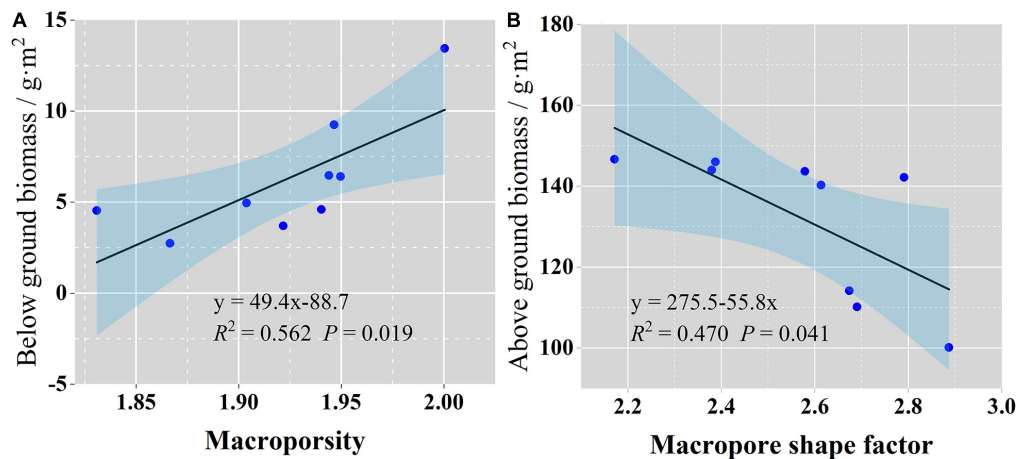 A
Below ground biomass / g·m²
15
10
5
0
-5
y = 49.4x-88.7
R² = 0.562 P = 0.019
1.85 1.90 1.95 2.00
Macroporsity
B
Above ground biomass / g·m²
180
160
140
120
100
y = 275.5-55.8x
R² = 0.470 P = 0.041
2.2 2.4 2.6 2.8 3.0
Macropore shape factor